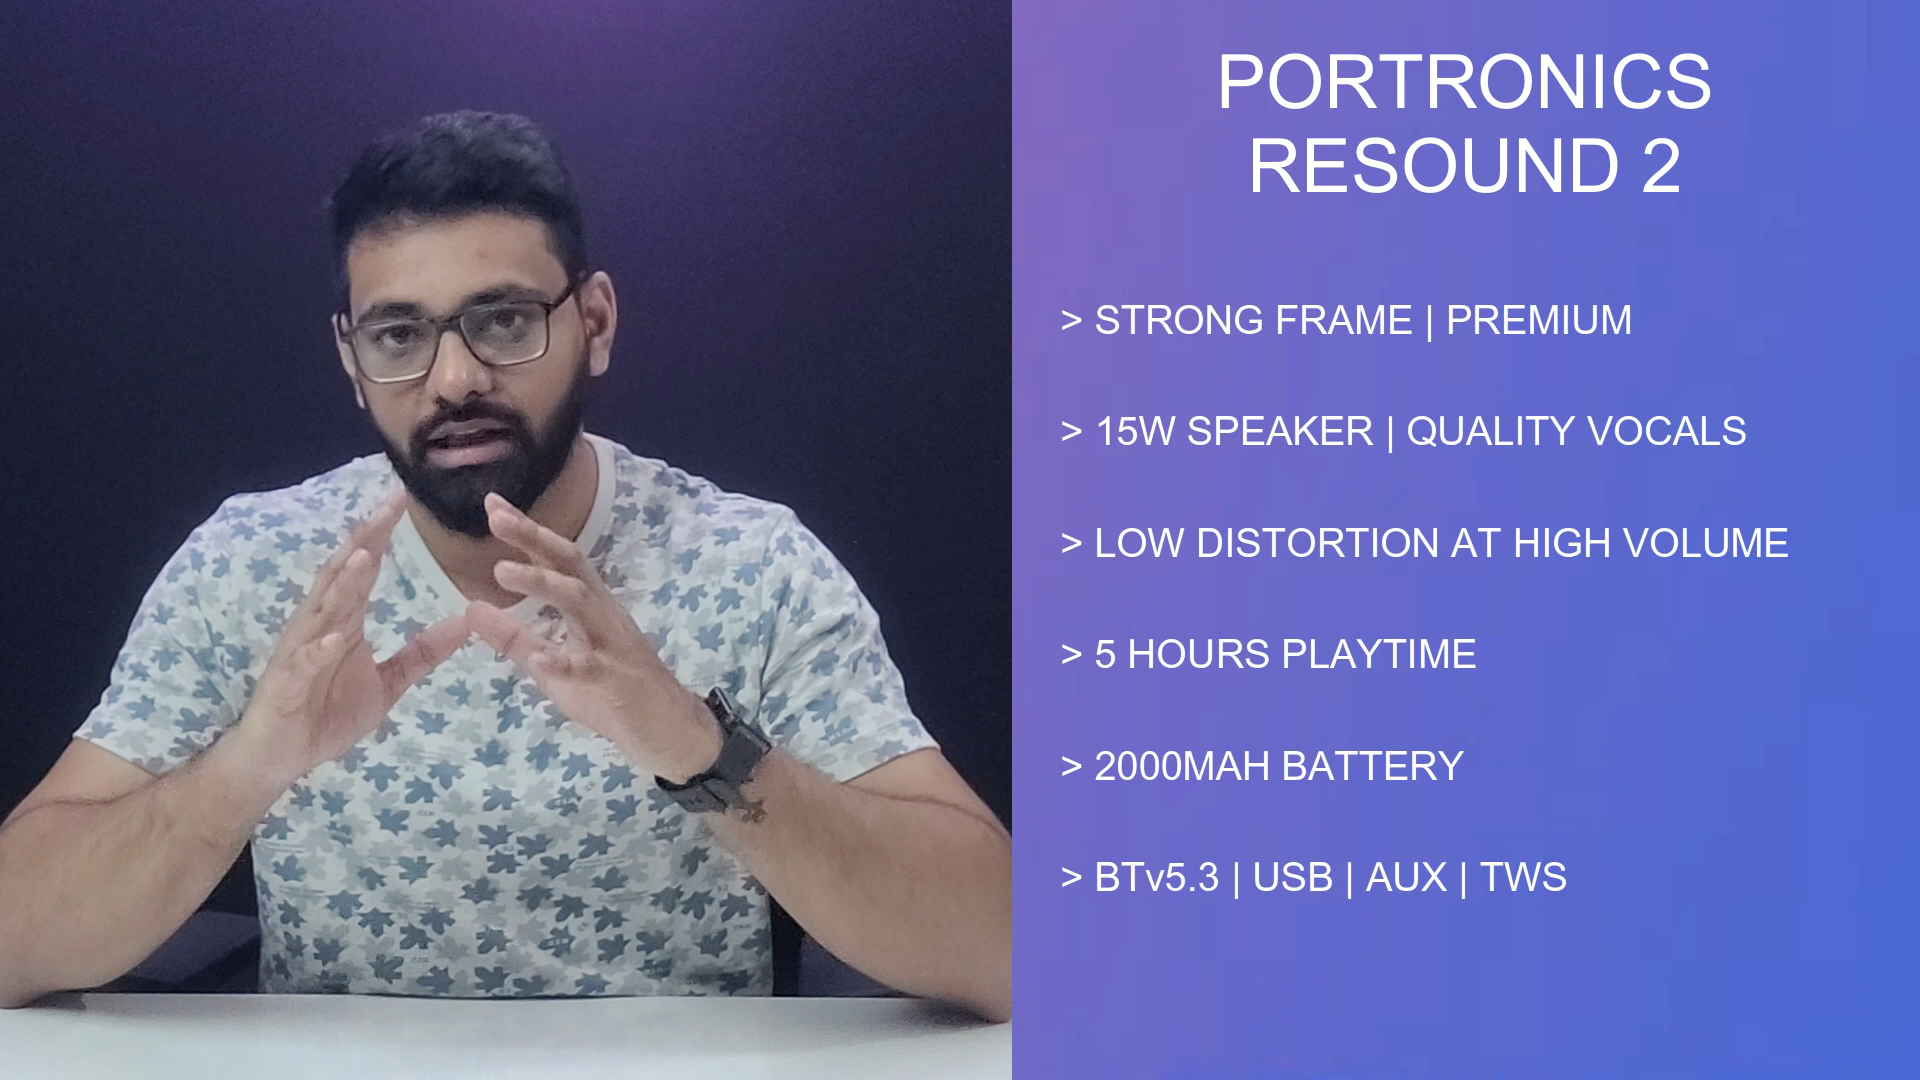 PORTRONICS
RESOUND 2
> STRONG FRAME | PREMIUM
> 15W SPEAKER | QUALITY VOCALS
> LOW DISTORTION AT HIGH VOLUME
> 5 HOURS PLAYTIME
> 2000MAH BATTERY
> BTv5.3 | USB | AUX | TWS